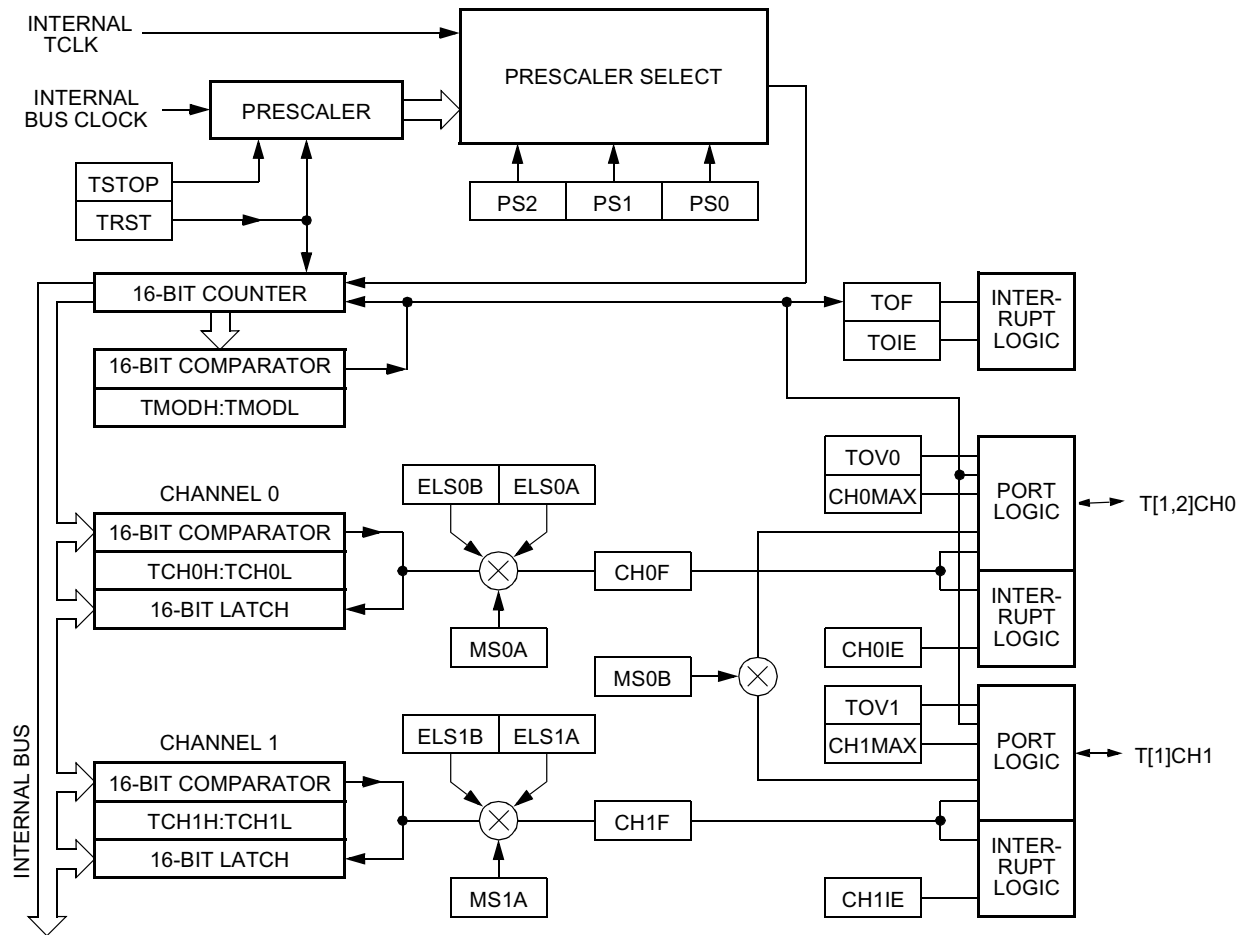 INTERNAL
TCLK
PRESCALER SELECT
INTERNAL
BUS CLOCK
PRESCALER
TSTOP
TRST
PS2
PS1
PS0
16-BIT COUNTER
16-BIT COMPARATOR
TMODH:TMODL
TOF
TOIE
INTER-
RUPT
LOGIC
CHANNEL 0
16-BIT COMPARATOR
TCH0H:TCH0L
16-BIT LATCH
ELS0B
ELS0A
MS0A
CH0F
TOV0
CH0MAX
PORT
LOGIC
T[1,2]CH0
INTER-
RUPT
LOGIC
CH0IE
MS0B
CHANNEL 1
16-BIT COMPARATOR
TCH1H:TCH1L
16-BIT LATCH
ELS1B
ELS1A
MS1A
CH1F
TOV1
CH1MAX
PORT
LOGIC
T[1]CH1
INTER-
RUPT
LOGIC
CH1IE
INTERNAL BUS